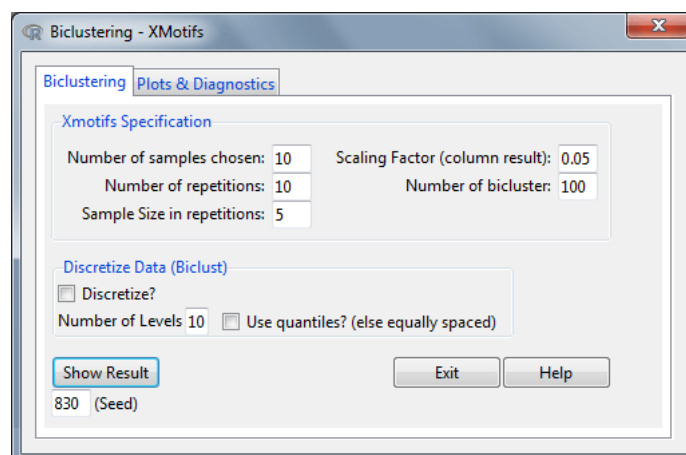 Biclustering - XMotifs
Biclustering Plots & Diagnostics
Xmotifs Specification
Number of samples chosen: 10 Scaling Factor (column result): 0.05
Number of repetitions: 10 Number of bicluster: 100
Sample Size in repetitions: 5
Discretize Data (Biclust)
Discretize?
Number of Levels 10 Use quantiles? (else equally spaced)
Show Result Exit Help
830 (Seed)